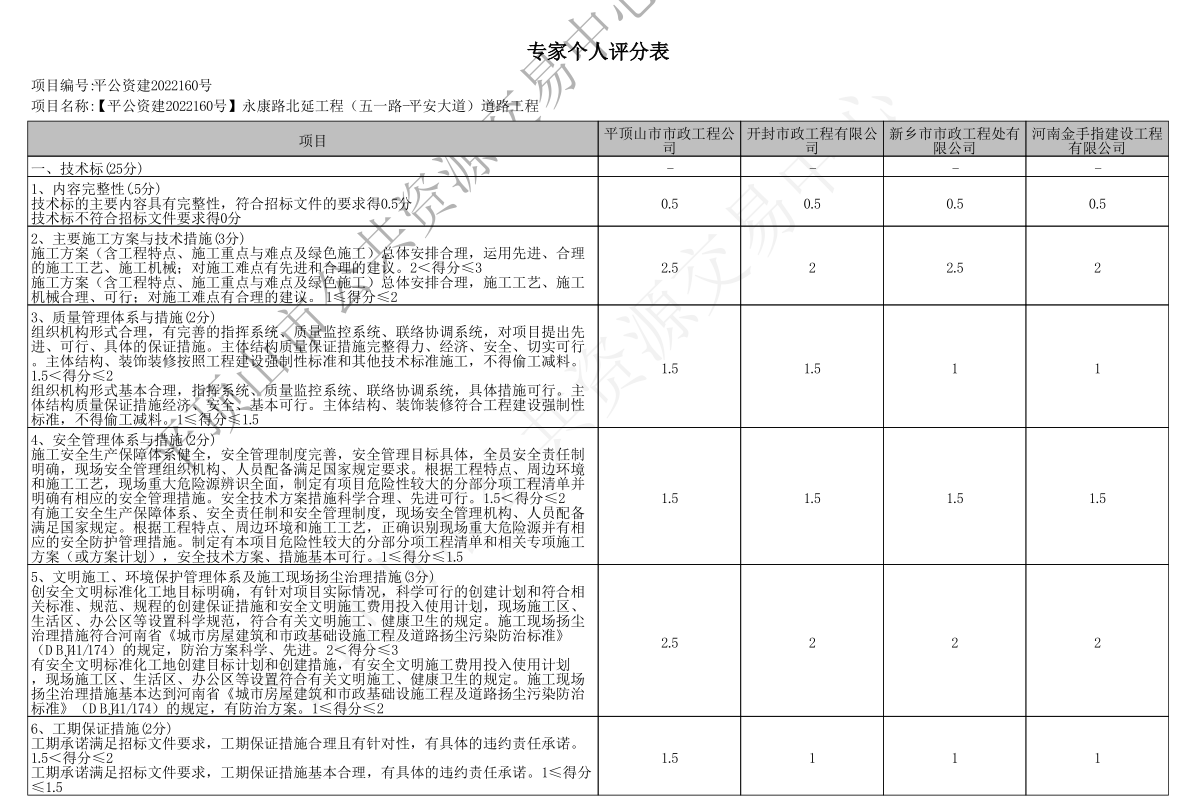 专家个人评分表
项目编号:平公资建2022160号
项目名称:【平公资建2022160号】永康路北延工程（五一路-平安大道）道路工程
项目
平顶山市市政工程公
司
开封市政工程有限公
司
新乡市市政工程处有
限公司
河南金手指建设工程
有限公司
一、技术标(25分)
-
-
-
-
1、内容完整性(.5分)
技术标的主要内容具有完整性，符合招标文件的要求得0.5分
技术标不符合招标文件要求得0分
0.5
0.5
0.5
0.5
2、主要施工方案与技术措施(3分)
施工方案（含工程特点、施工重点与难点及绿色施工）总体安排合理，运用先进、合理
的施工工艺、施工机械；对施工难点有先进和合理的建议。2＜得分≤3
施工方案（含工程特点、施工重点与难点及绿色施工）总体安排合理，施工工艺、施工
机械合理、可行；对施工难点有合理的建议。 1≤得分≤2
2.5
2
2.5
2
3、质量管理体系与措施(2分)
组织机构形式合理，有完善的指挥系统、质量监控系统、联络协调系统，对项目提出先
进、可行、具体的保证措施。主体结构质量保证措施完整得力、经济、安全、切实可行
。主体结构、装饰装修按照工程建设强制性标准和其他技术标准施工，不得偷工减料。
1.5＜得分≤2
组织机构形式基本合理，指挥系统、质量监控系统、联络协调系统，具体措施可行。主
体结构质量保证措施经济、安全、基本可行。主体结构、装饰装修符合工程建设强制性
标准，不得偷工减料。1≤得分≤1.5
1.5
1.5
1
1
4、安全管理体系与措施(2分)
施工安全生产保障体系健全，安全管理制度完善，安全管理目标具体，全员安全责任制
明确，现场安全管理组织机构、人员配备满足国家规定要求。根据工程特点、周边环境
和施工工艺，现场重大危险源辨识全面，制定有项目危险性较大的分部分项工程清单并
明确有相应的安全管理措施。安全技术方案措施科学合理、先进可行。1.5＜得分≤2
有施工安全生产保障体系、安全责任制和安全管理制度，现场安全管理机构、人员配备
满足国家规定。根据工程特点、周边环境和施工工艺，正确识别现场重大危险源并有相
应的安全防护管理措施。制定有本项目危险性较大的分部分项工程清单和相关专项施工
方案（或方案计划），安全技术方案、措施基本可行。1≤得分≤1.5
1.5
1.5
1.5
1.5
5、文明施工、环境保护管理体系及施工现场扬尘治理措施(3分)
创安全文明标准化工地目标明确，有针对项目实际情况，科学可行的创建计划和符合相
关标准、规范、规程的创建保证措施和安全文明施工费用投入使用计划，现场施工区、
生活区、办公区等设置科学规范，符合有关文明施工、健康卫生的规定。施工现场扬尘
治理措施符合河南省《城市房屋建筑和市政基础设施工程及道路扬尘污染防治标准》
（DBJ41/174）的规定，防治方案科学、先进。2＜得分≤3
有安全文明标准化工地创建目标计划和创建措施，有安全文明施工费用投入使用计划
，现场施工区、生活区、办公区等设置符合有关文明施工、健康卫生的规定。施工现场
扬尘治理措施基本达到河南省《城市房屋建筑和市政基础设施工程及道路扬尘污染防治
标准》（DBJ41/174）的规定，有防治方案。1≤得分≤2
2.5
2
2
2
6、工期保证措施(2分)
工期承诺满足招标文件要求，工期保证措施合理且有针对性，有具体的违约责任承诺。
1.5＜得分≤2
工期承诺满足招标文件要求，工期保证措施基本合理，有具体的违约责任承诺。1≤得分
≤1.5
1.5
1
1
1
平顶山市公共资源交易中心
共资源交易中心